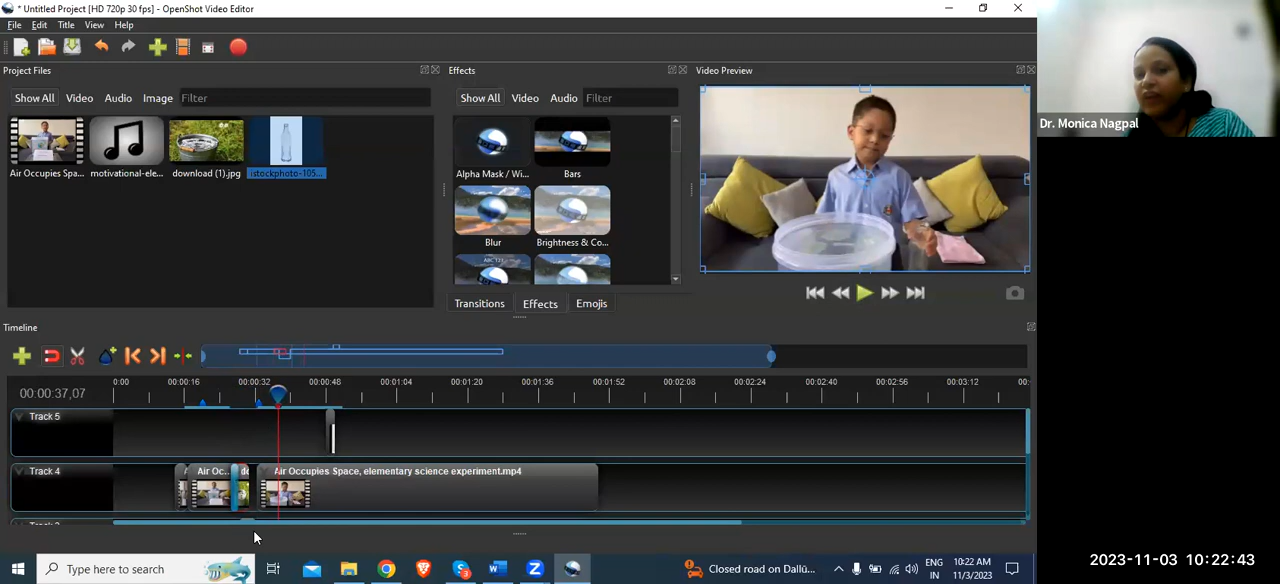 * Untitled Project [HD 720p 30 fps] - OpenShot Video Editor
File Edit Title View Help
Project Files
Effects
Video Preview
Show All Video Audio Image Filter
Show All Video Audio Filter
Dr. Monica Nagpal
Air Occupies Spa... motivational-ele... download (1).jpg istockphoto-105...
Alpha Mask / Wi... Bars
Blur Brightness & Co...
Transitions Effects Emojis
Timeline
00:00:37,07
0:00 00:00:16 00:00:32 00:00:48 00:01:04 00:01:20 00:01:36 00:01:52 00:02:08 00:02:24 00:02:40 00:02:56 00:03:12 00:
Track 5
Track 4
Air Oc...
Air Occupies Space, elementary science experiment.mp4
Type here to search
Closed road on Dallū...
ENG
IN
10:22 AM
11/3/2023
2023-11-03 10:22:43